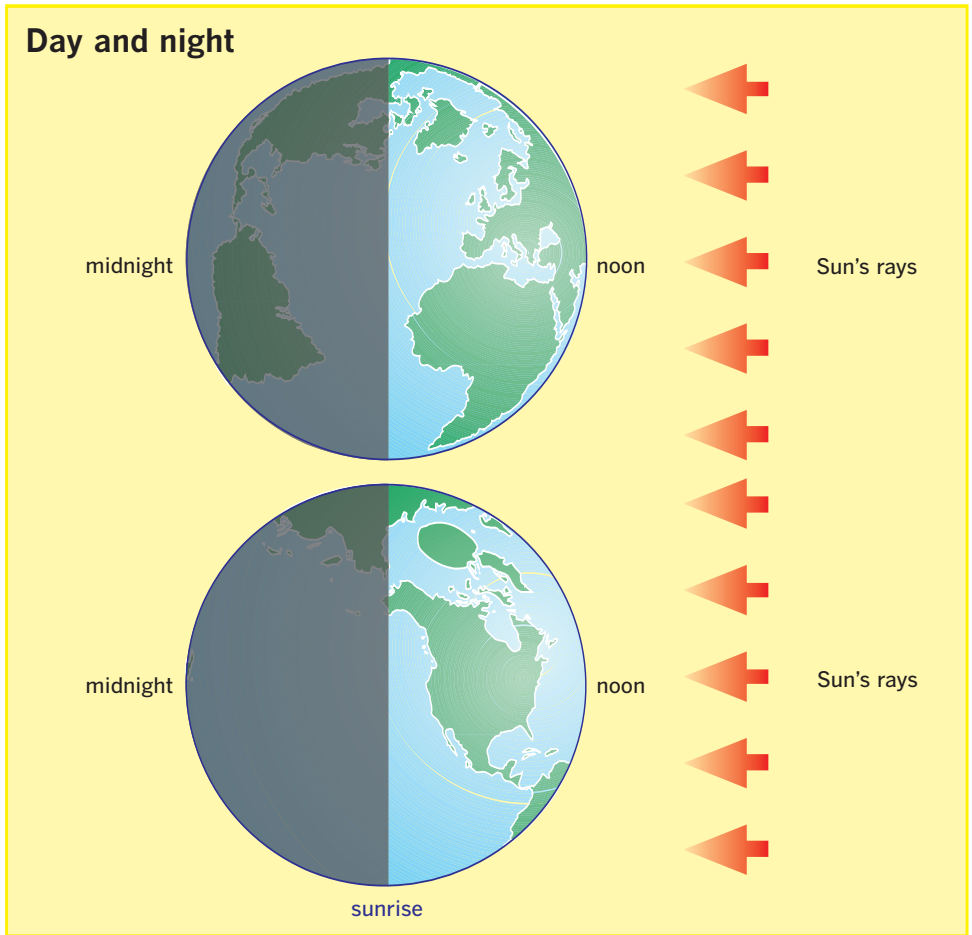 Day and night
midnight
noon
Sun's rays
midnight
noon
Sun's rays
sunrise